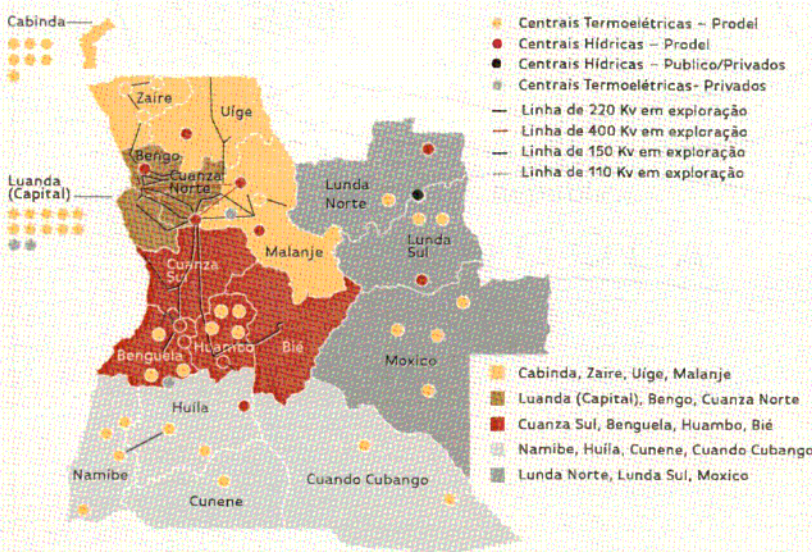 Cabinda
Centrais Termoelétricas – Prodel
Centrais Hídricas – Prodel
Centrais Hídricas – Publico/Privados
Centrais Termoelétricas- Privados
Linha de 220 Kv em exploração
Linha de 400 Kv em exploração
Linha de 150 Kv em exploração
Linha de 110 Kv em exploração
Zaire
Uíge
Bengo
Cuanza
Norte
Luanda
(Capital)
Lunda
Norte
Lunda
Sul
Malanje
Cuanza
Sul
Benguela
Huambo
Bié
Moxico
Huíla
Namibe
Cunene
Cuando Cubango
Cabinda, Zaire, Uíge, Malanje
Luanda (Capital), Bengo, Cuanza Norte
Cuanza Sul, Benguela, Huambo, Bié
Namibe, Huíla, Cunene, Cuando Cubango
Lunda Norte, Lunda Sul, Moxico